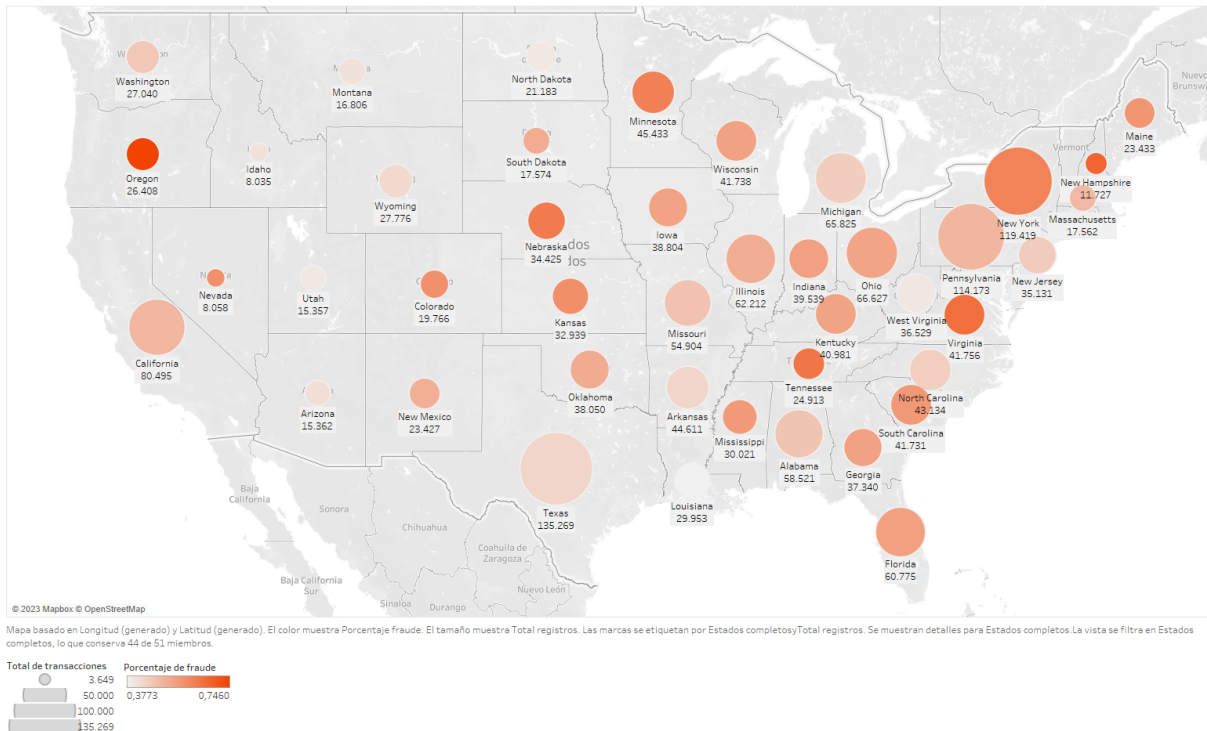 Washington
27.040
Montana
16.806
North Dakota
21.183
Minnesota
45.433
Nuevo
Brunswick
Maine
23.433
Oregon
26.408
Idaho
8.035
South Dakota
17.574
Wisconsin
41.738
Vermont
New Hampshire
11.727
Wyoming
27.776
Michigan
65.825
Massachusetts
17.562
New York
119.419
Iowa
38.804
Nebraska
34.425
dos
dos
Pennsylvania
114.173
New Jersey
35.131
Nevada
8.058
Utah
15.357
Colorado
19.766
Kansas
32.939
Illinois
62.212
Indiana
39.539
Ohio
66.627
West Virginia
36.529
Virginia
41.756
Missouri
54.904
Kentucky
40.981
California
80.495
Tennessee
24.913
North Carolina
43.134
Arizona
15.362
New Mexico
23.427
Oklahoma
38.050
Arkansas
44.611
Mississippi
30.021
South Carolina
41.731
Alabama
58.521
Georgia
37.340
Baja
California
Sonora
Texas
135.269
Louisiana
29.953
Chihuahua
Coahuila de
Zaragoza
Florida
60.775
Baja California
Sur
Nuevo León
Sinaloa
Durango
© 2023 Mapbox © OpenStreetMap
Mapa basado en Longitud (generado) y Latitud (generado). El color muestra Porcentaje fraude. El tamaño muestra Total registros. Las marcas se etiquetan por Estados completosyTotal registros. Se muestran detalles para Estados completos.La vista se filtra en Estados
completos, lo que conserva 44 de 51 miembros.
Total de transacciones
3.649
50.000
100.000
135.269
Porcentaje de fraude
0,3773 0,7460